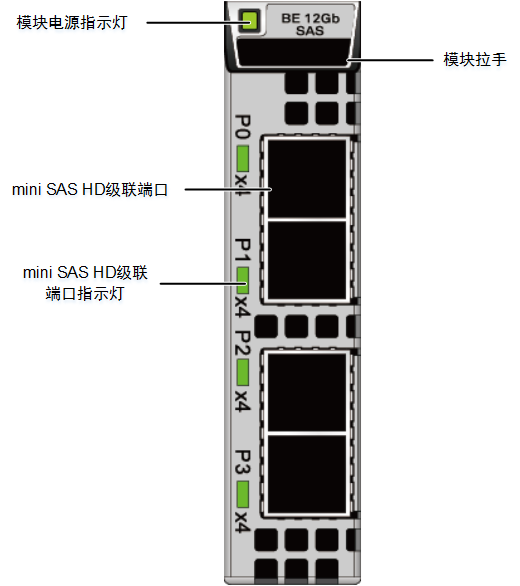 模块电源指示灯
BE 12Gb
SAS
模块拉手
P0
x4
mini SAS HD级联端口
P1
mini SAS HD级联
端口指示灯
x4
P2
x4
P3
x4